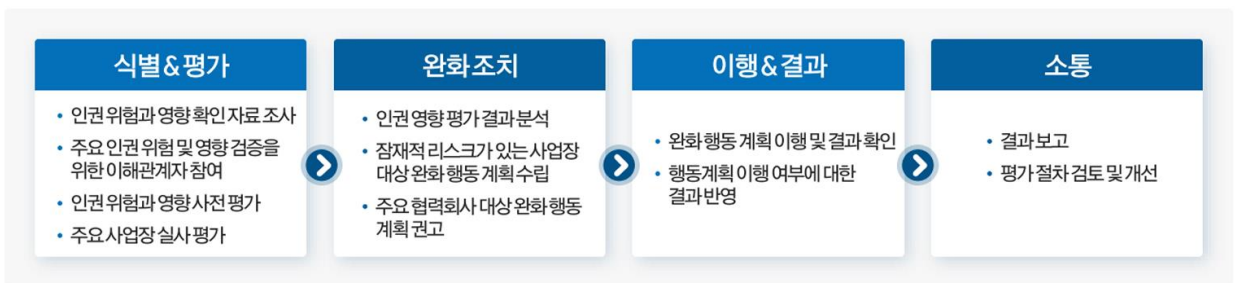 식별&평가
• 인권 위험과 영향 확인 자료 조사
• 주요 인권 위험 및 영향 검증을
위한 이해관계자 참여
• 인권 위험과 영향 사전 평가
• 주요 사업장 실사 평가
완화 조치
• 인권 영향 평가 결과 분석
• 잠재적 리스크가 있는 사업장
대상 완화 행동 계획 수립
• 주요 협력회사 대상 완화 행동
계획 권고
이행&결과
• 완화 행동 계획 이행 및 결과 확인
• 행동계획 이행 여부에 대한
결과 반영
소통
• 결과 보고
• 평가 절차 검토 및 개선